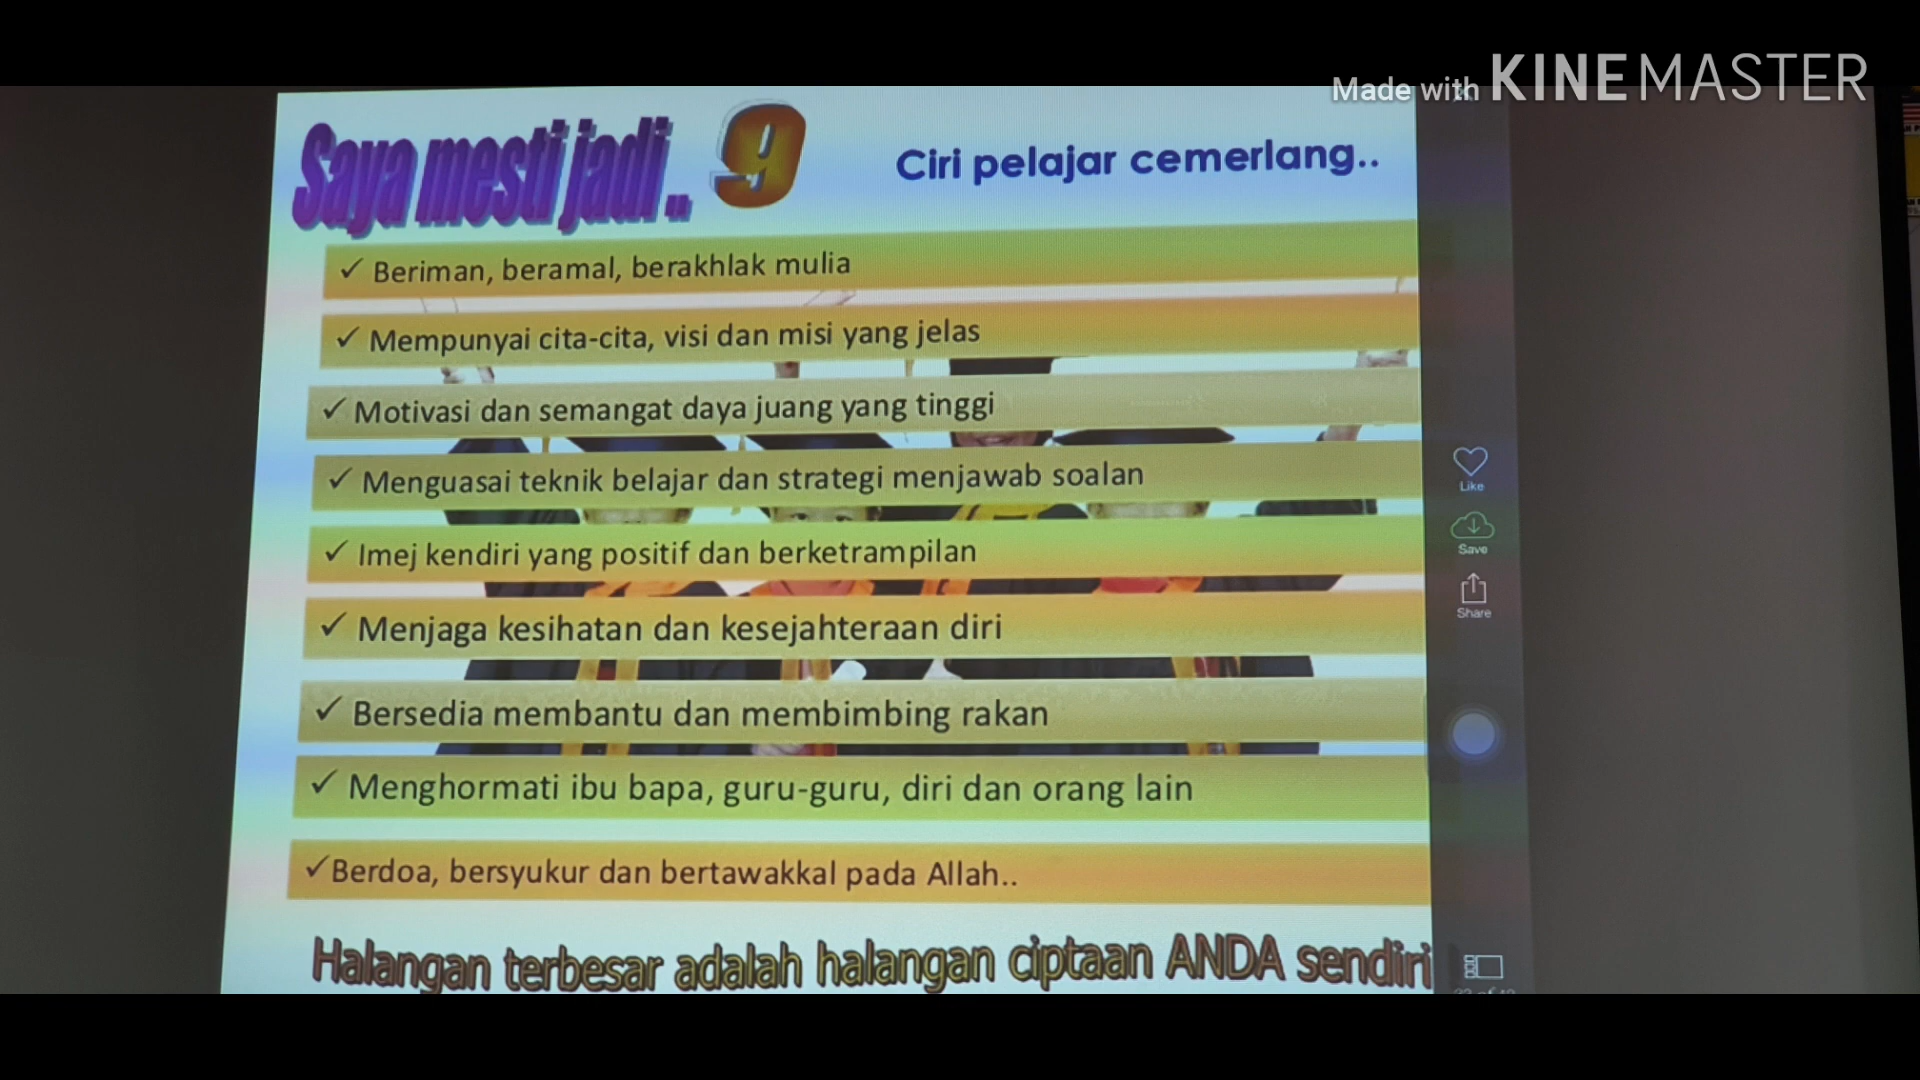 Made with KINEMASTER
Saya mesti jadi.. 9
Ciri pelajar cemerlang..
✓ Beriman, beramal, berakhlak mulia
✓ Mempunyai cita-cita, visi dan misi yang jelas
✓ Motivasi dan semangat daya juang yang tinggi
✓ Menguasai teknik belajar dan strategi menjawab soalan
✓ Imej kendiri yang positif dan berketrampilan
✓ Menjaga kesihatan dan kesejahteraan diri
✓ Bersedia membantu dan membimbing rakan
✓ Menghormati ibu bapa, guru-guru, diri dan orang lain
✓Berdoa, bersyukur dan bertawakkal pada Allah..
Halangan terbesar adalah halangan ciptaan ANDA sendiri
Like
Save
Share